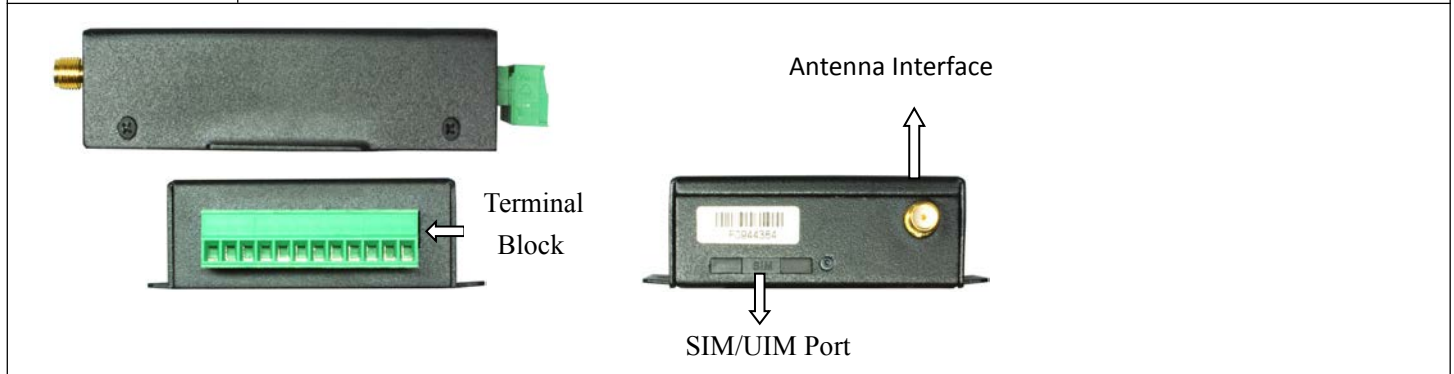 Antenna Interface
Terminal
Block
SIM
SIM/UIM Port